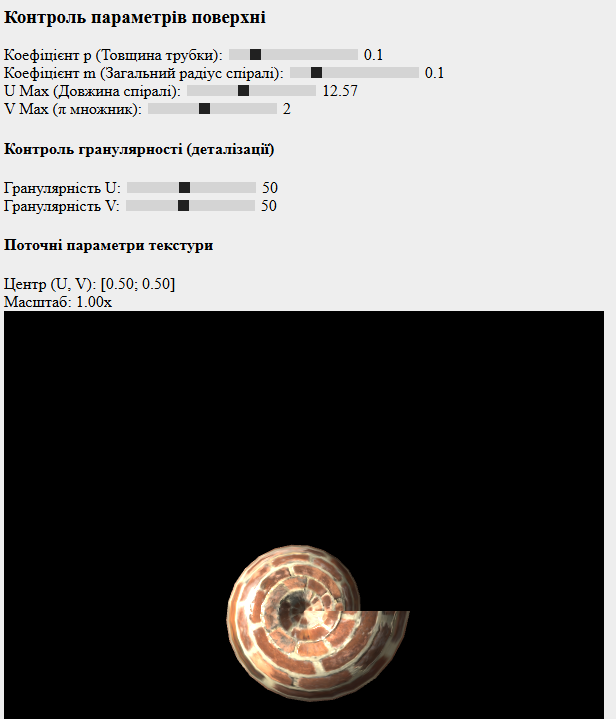 Контроль параметрів поверхні
Коефіцієнт p (Товщина трубки): 0.1
Коефіцієнт m (Загальний радіус спіралі): 0.1
U Max (Довжина спіралі): 12.57
V Max (π множник): 2
Контроль гранулярності (деталізації)
Гранулярність U: 50
Гранулярність V: 50
Поточні параметри текстури
Центр (U, V): [0.50; 0.50]
Масштаб: 1.00x